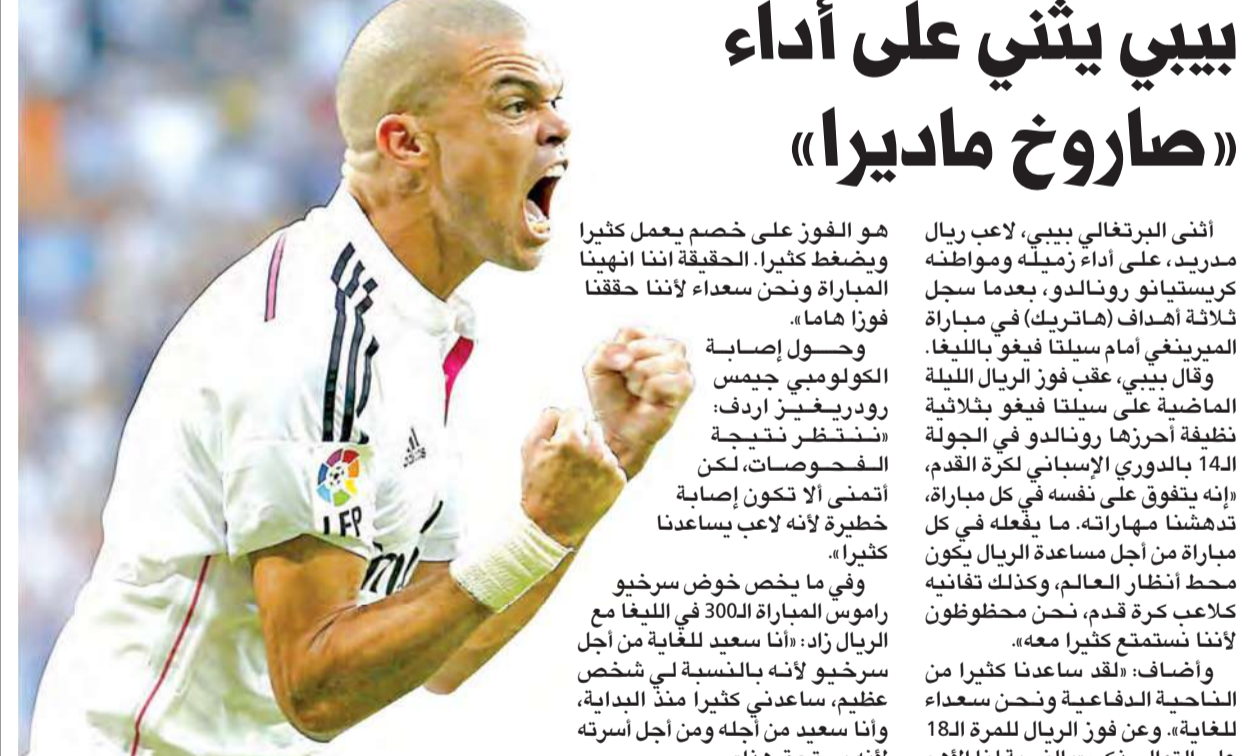 بيبي يثني على أداء
«صاروخ ماديرا»
أثنى البرتغالي بيبي، لاعب ريال
مدريد، على أداء زميله ومواطنه
كريستيانو رونالدو، بعدما سجل
ثلاثة أهداف (هاتريك) في مباراة
الميرينغي أمام سيلتا فيغو بالليغا.
وقال بيبي، عقب فوز الريال الليلة
الماضية على سيلتا فيغو بثلاثية
نظيفة أحرزها رونالدو في الجولة
الـ14 بالدوري الإسباني لكرة القدم،
«إنه يتفوق على نفسه في كل مباراة،
تدهشنا مهاراته. ما يفعله في كل
مباراة من أجل مساعدة الريال يكون
محط أنظار العالم، وكذلك تفانيه
كلاعب كرة قدم، نحن محظوظون
لأننا نستمتع كثيرا معه».
وأضاف: «لقد ساعدنا كثيرا من
الناحية الدفاعية ونحن سعداء
للغاية». وعن فوز الريال للمرة الـ18
هو الفوز على خصم يعمل كثيرا
ويضغط كثيرا. الحقيقة اننا انهينا
المباراة ونحن سعداء لأننا حققنا
فوزا هاما».
وحول إصابة
الكولومبي جيمس
رودريغيز اردف:
«ننتظر نتيجة
الفحوصات، لكن
أتمنى ألا تكون إصابة
خطيرة لأنه لاعب يساعدنا
كثيرا».
وفي ما يخص خوض سرخيو
راموس المباراة الـ300 في الليغا مع
الريال زاد: «أنا سعيد للغاية من أجل
سرخيو لأنه بالنسبة لي شخص
عظيم، ساعدني كثيرا منذ البداية،
وأنا سعيد من أجله ومن أجل أسرته
adidas
LFP